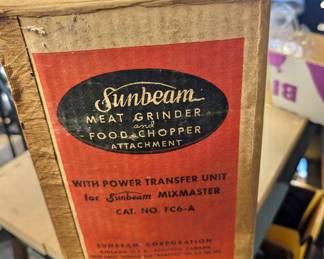 Sunbeam
MEAT GRINDER
and
FOOD CHOPPER
ATTACHMENT
WITH POWER TRANSFER UNIT
for Sunbeam MIXMASTER
CAT. NO. FC6-A
SUNBEAM CORPORATION